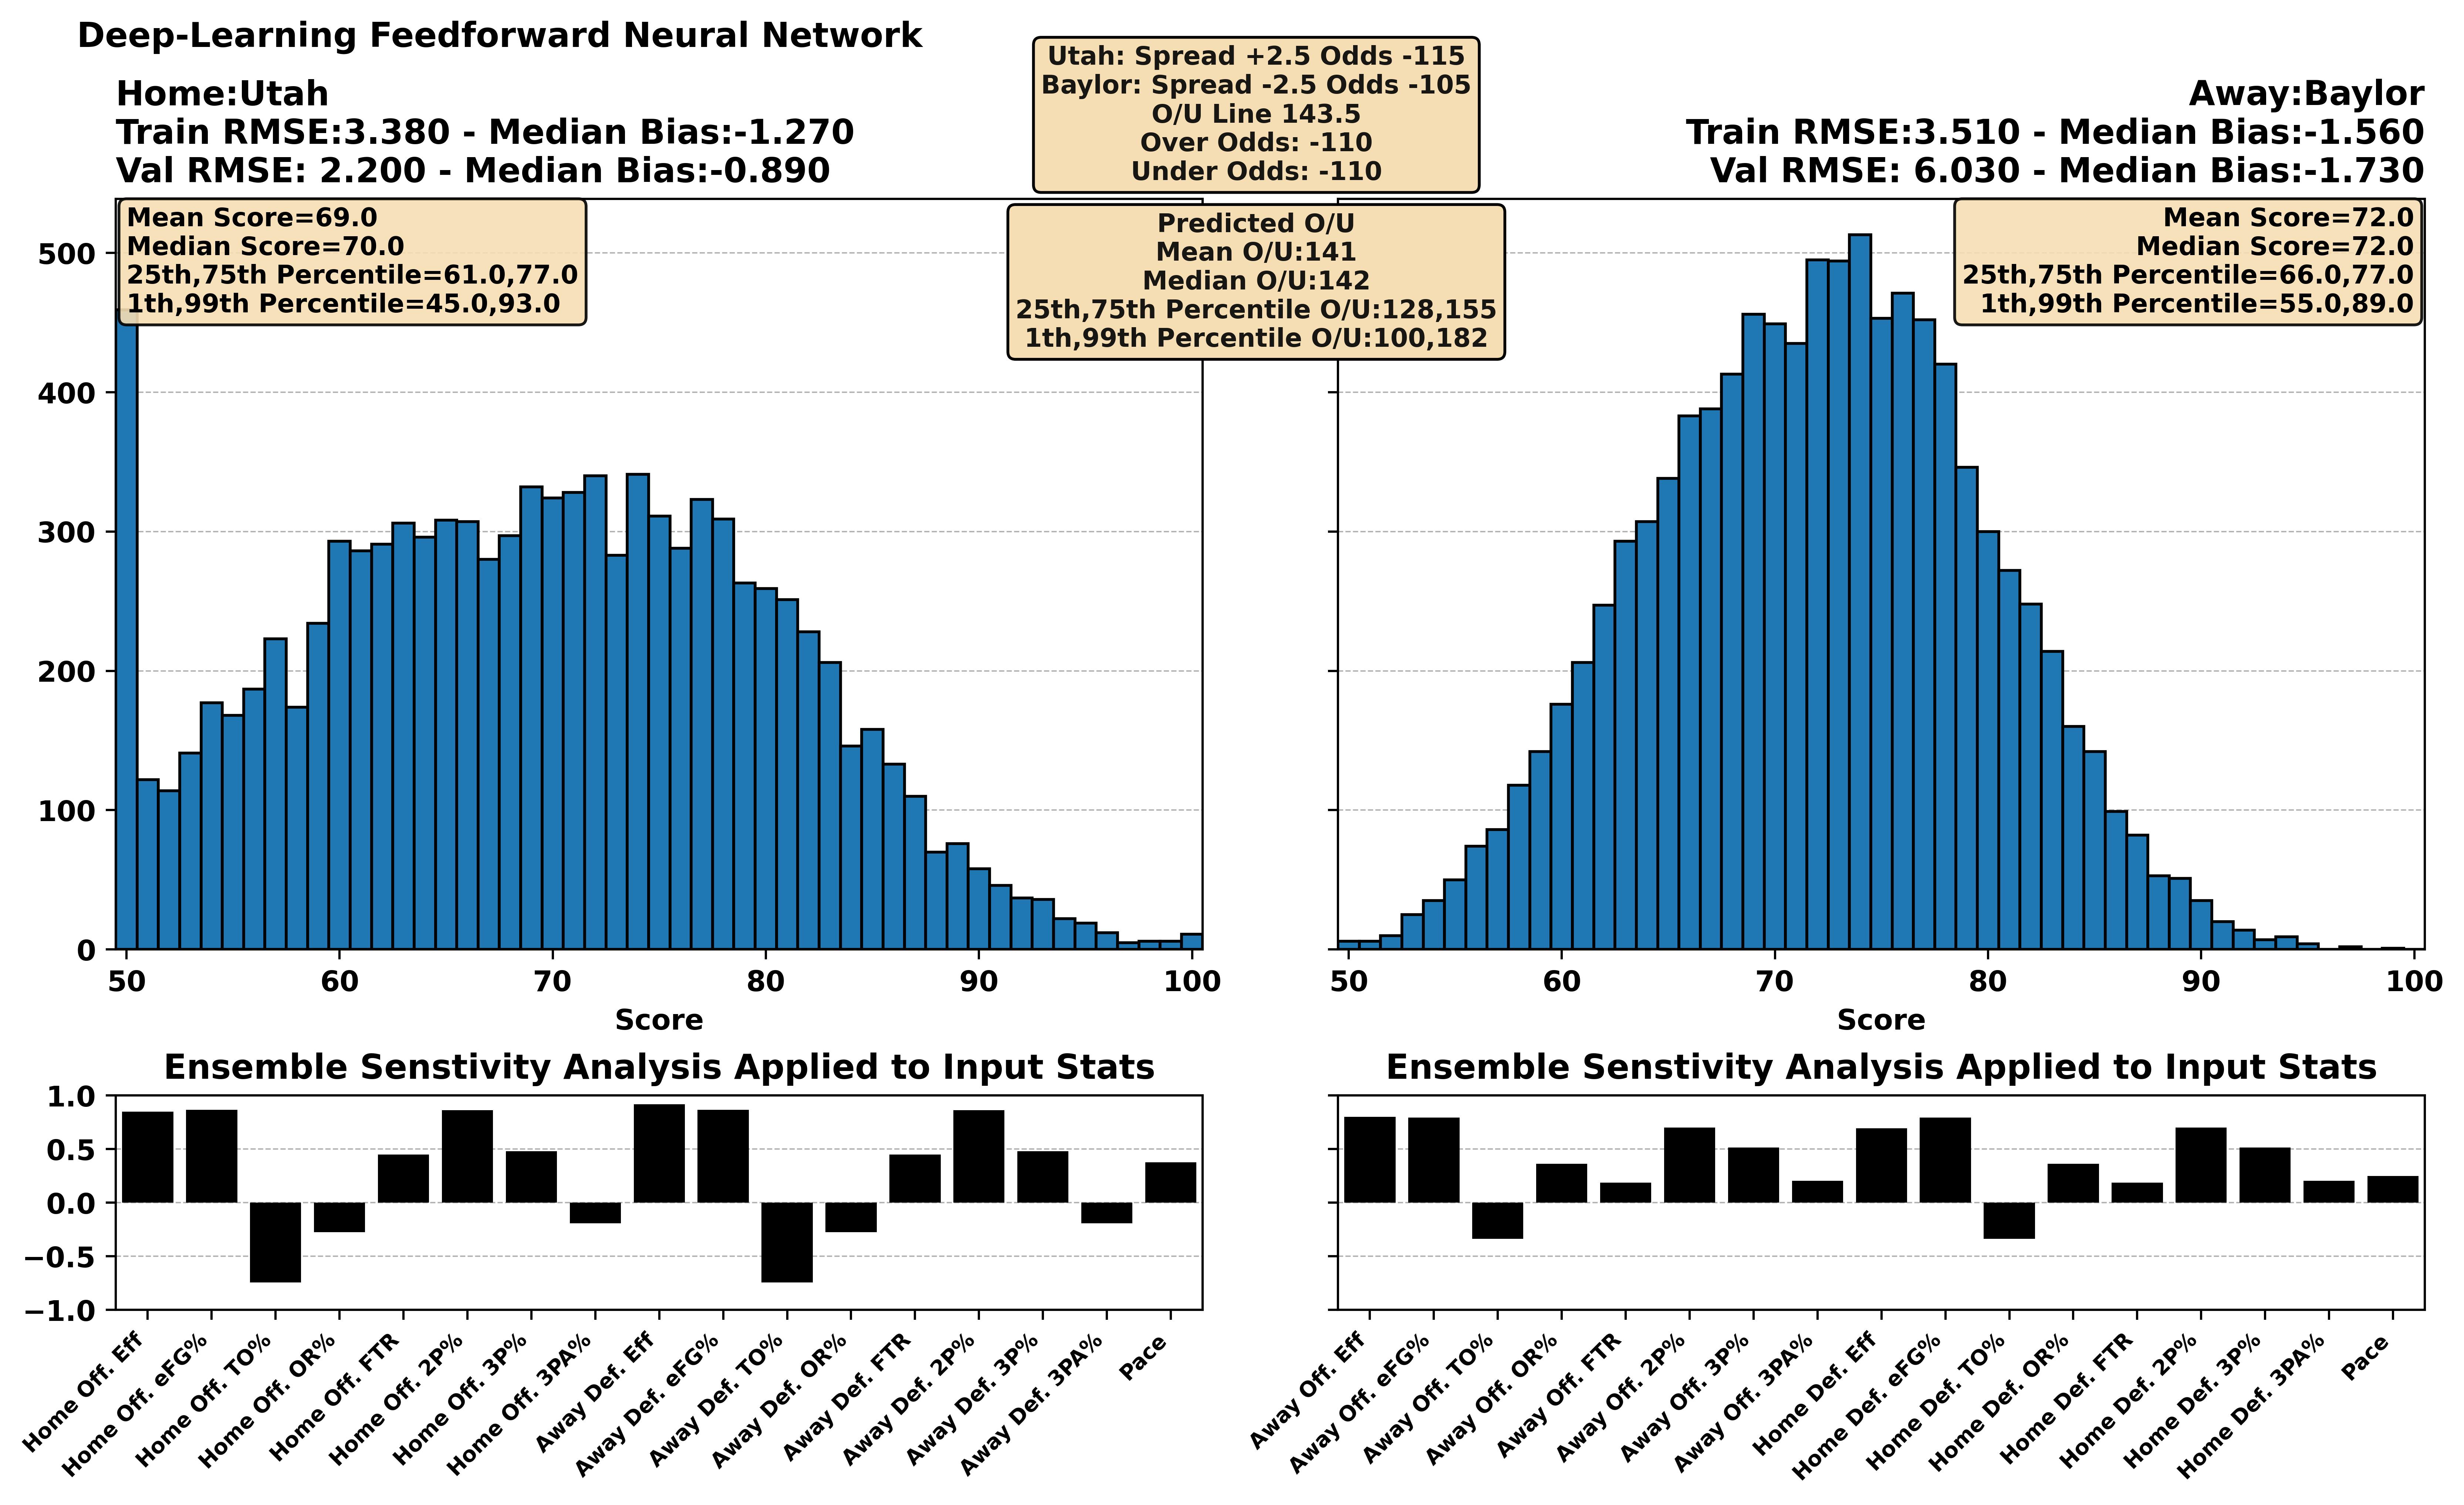 Deep-Learning Feedforward Neural Network
Home:Utah
Train RMSE:3.380 - Median Bias:-1.270
Val RMSE: 2.200 - Median Bias:-0.890
Utah: Spread +2.5 Odds -115
Baylor: Spread -2.5 Odds -105
O/U Line 143.5
Over Odds: -110
Under Odds: -110
Away:Baylor
Train RMSE:3.510 - Median Bias:-1.560
Val RMSE: 6.030 - Median Bias:-1.730
Mean Score=69.0
Median Score=70.0
25th,75th Percentile=61.0,77.0
1th,99th Percentile=45.0,93.0
Predicted O/U
Mean O/U:141
Median O/U:142
25th,75th Percentile O/U:128,155
1th,99th Percentile O/U:100,182
Mean Score=72.0
Median Score=72.0
25th,75th Percentile=66.0,77.0
1th,99th Percentile=55.0,89.0
500
400
300
200
100
0
50 60 70 80 90 100
Score
50 60 70 80 90 100
Score
Ensemble Senstivity Analysis Applied to Input Stats
1.0
0.5
0.0
−0.5
−1.0
Home Off. Eff
Home Off. eFG%
Home Off. TO%
Home Off. OR%
Home Off. FTR
Home Off. 2P%
Home Off. 3P%
Home Off. 3PA%
Away Def. Eff
Away Def. eFG%
Away Def. TO%
Away Def. OR%
Away Def. FTR
Away Def. 2P%
Away Def. 3P%
Away Def. 3PA%
Pace
Ensemble Senstivity Analysis Applied to Input Stats
Away Off. Eff
Away Off. eFG%
Away Off. TO%
Away Off. OR%
Away Off. FTR
Away Off. 2P%
Away Off. 3P%
Away Off. 3PA%
Home Def. Eff
Home Def. eFG%
Home Def. TO%
Home Def. OR%
Home Def. FTR
Home Def. 2P%
Home Def. 3P%
Home Def. 3PA%
Pace